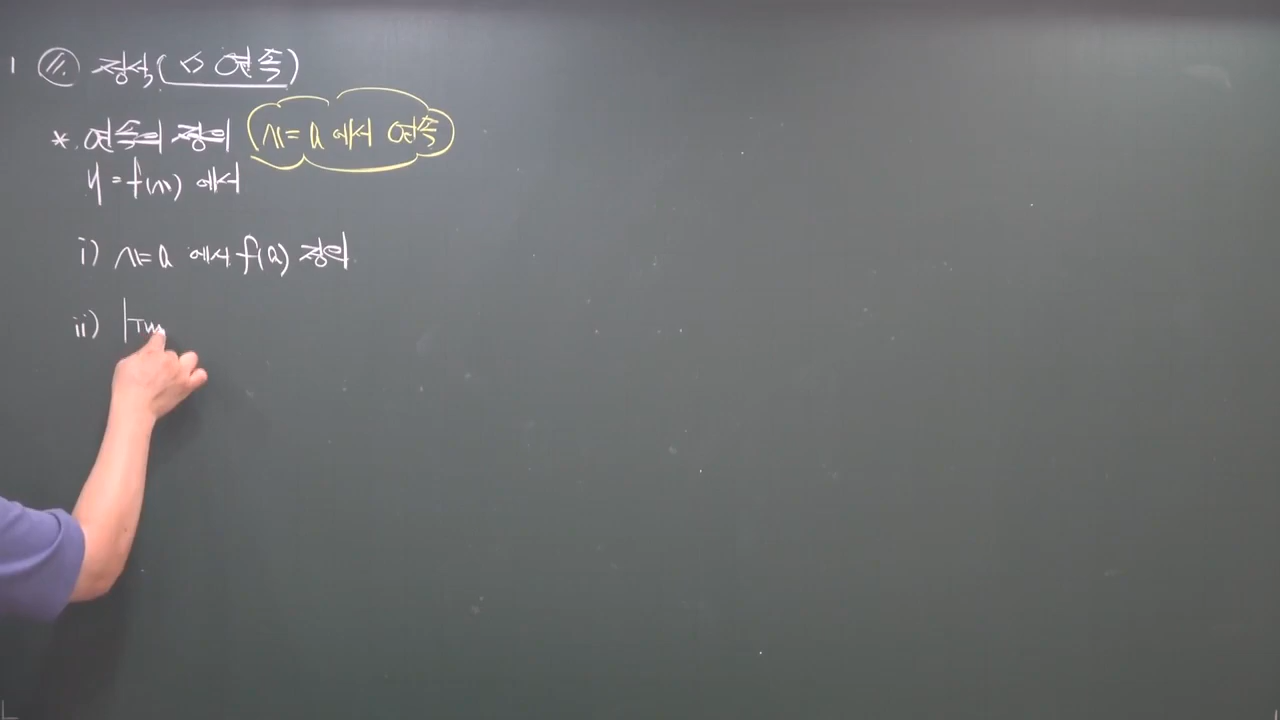 1 11. 정석(◇ 연속)
*. 연속의 정의 x=a 에서 연속
y=f(x) 에서
i) x=a 에서 f(a) 정의
ii) lim